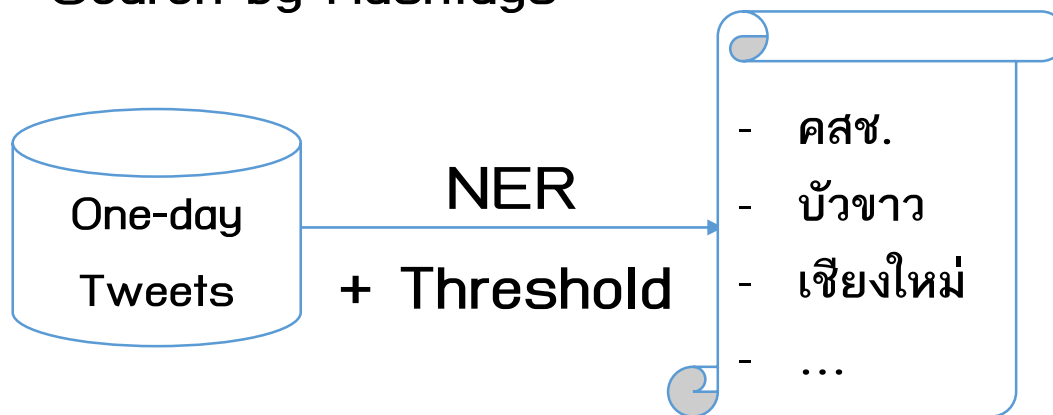 One-day
Tweets
NER
+ Threshold
- คสช.
- บัวขาว
- เชียงใหม่
- ...